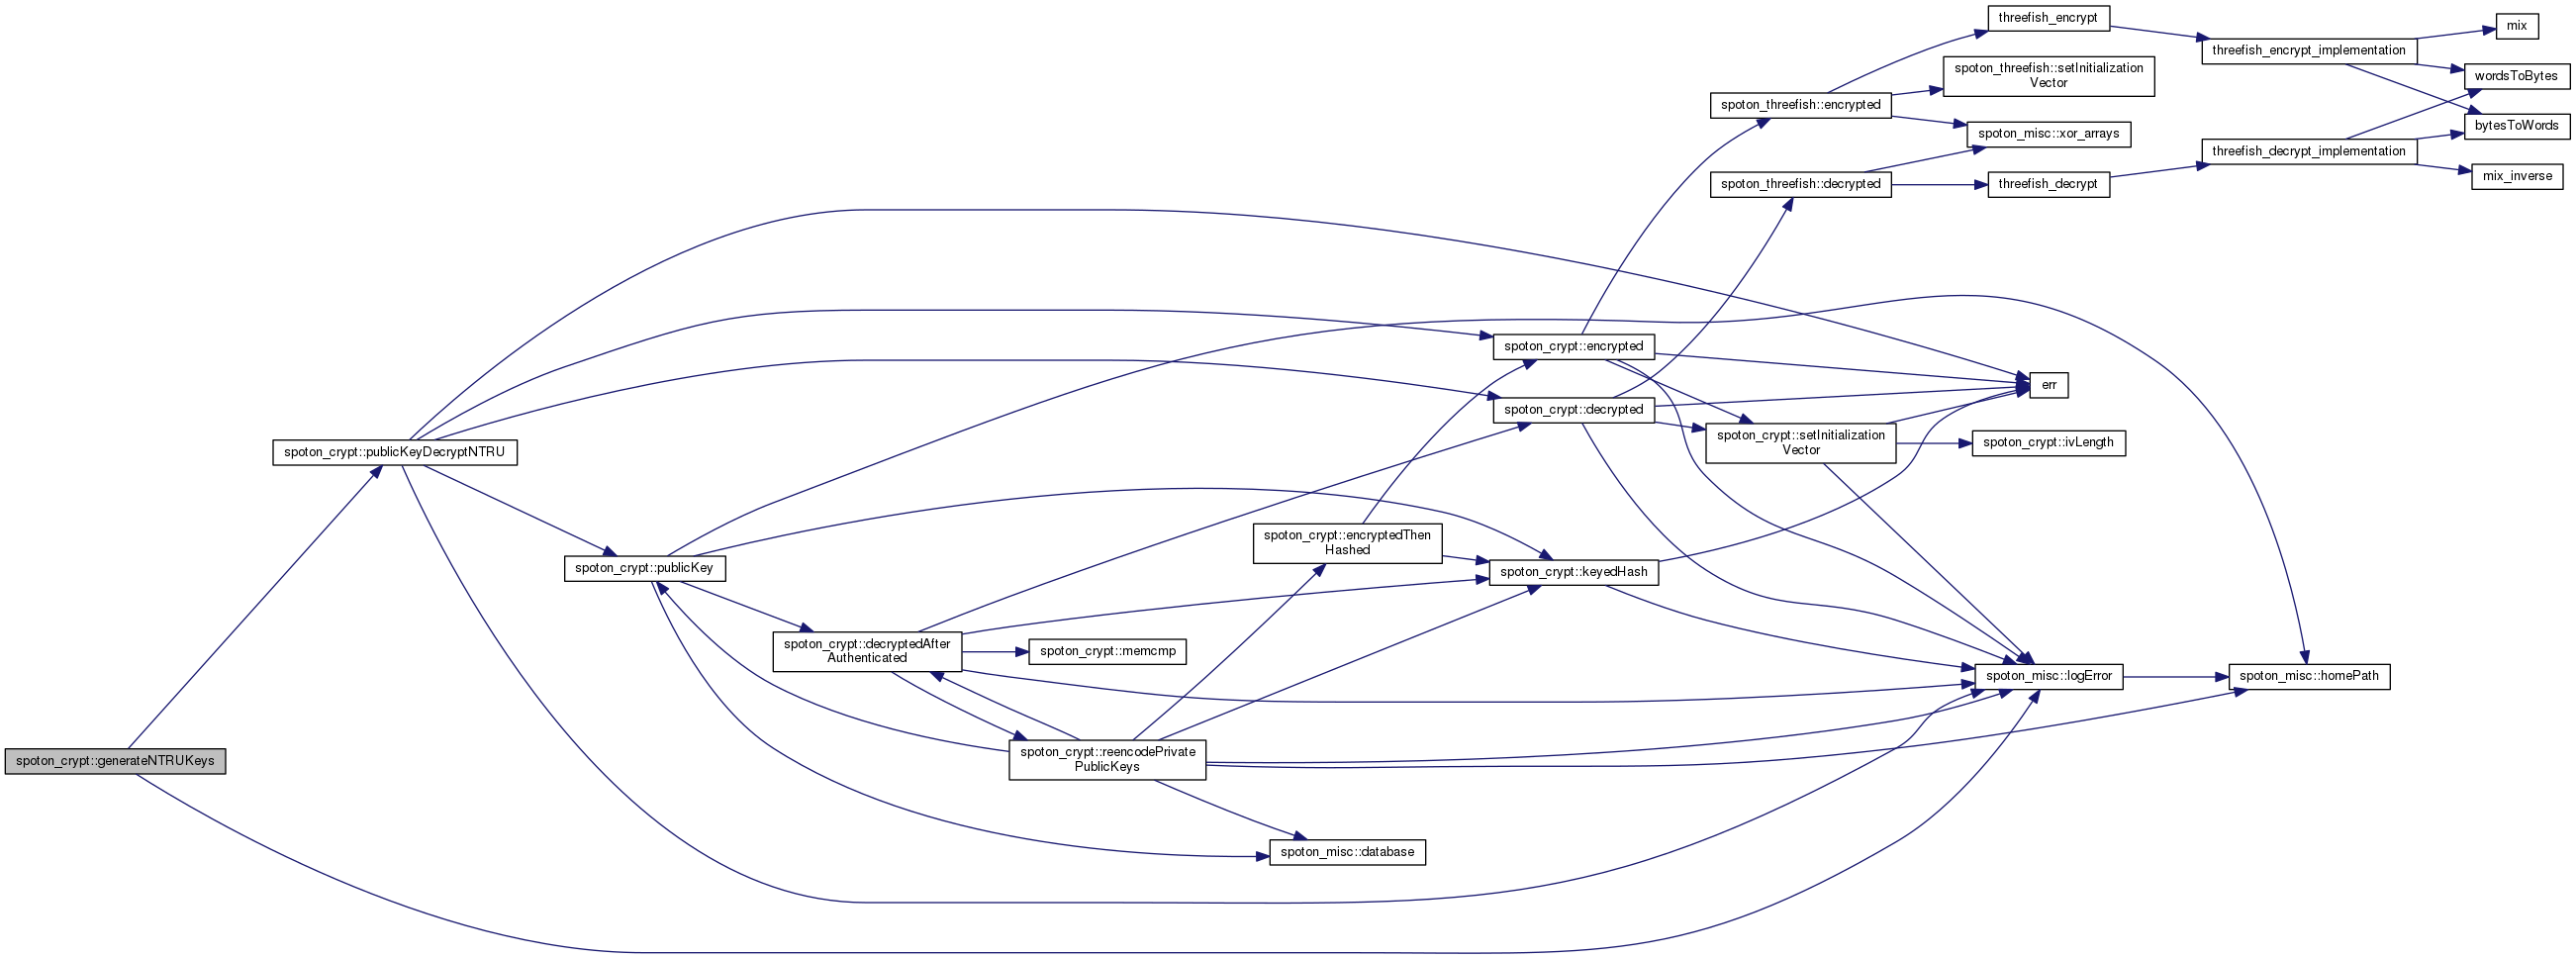 threefish_encrypt
mix
threefish_encrypt_implementation
spoton_threefish::setInitialization
Vector
wordsToBytes
spoton_threefish::encrypted
bytesToWords
spoton_misc::xor_arrays
threefish_decrypt_implementation
mix_inverse
spoton_threefish::decrypted
threefish_decrypt
spoton_crypt::encrypted
err
spoton_crypt::decrypted
spoton_crypt::setInitialization
Vector
spoton_crypt::ivLength
spoton_crypt::publicKeyDecryptNTRU
spoton_crypt::encryptedThen
Hashed
spoton_crypt::publicKey
spoton_crypt::keyedHash
spoton_crypt::decryptedAfter
Authenticated
spoton_crypt::memcmp
spoton_misc::logError
spoton_misc::homePath
spoton_crypt::reencodePrivate
PublicKeys
spoton_crypt::generateNTRUKeys
spoton_misc::database